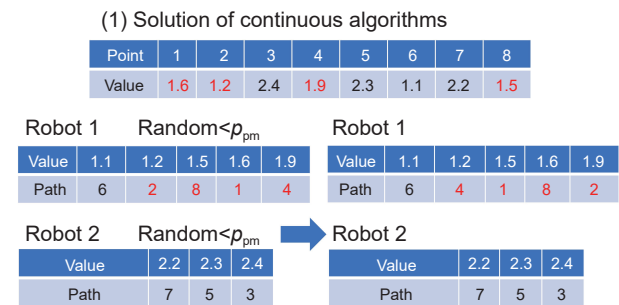 (1) Solution of continuous algorithms
Point 1 2 3 4 5 6 7 8
Value 1.6 1.2 2.4 1.9 2.3 1.1 2.2 1.5
Robot 1 Random<p_pm
Value 1.1 1.2 1.5 1.6 1.9
Path 6 2 8 1 4
Robot 1
Value 1.1 1.2 1.5 1.6 1.9
Path 6 4 1 8 2
Robot 2 Random<p_pm
Value 2.2 2.3 2.4
Path 7 5 3
Robot 2
Value 2.2 2.3 2.4
Path 7 5 3